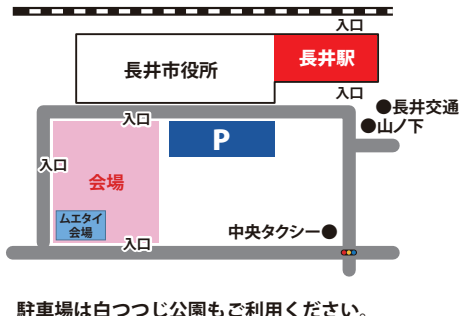 入口
長井市役所
長井駅
入口
●長井交通
●山ノ下
入口
P
入口
会場
ムエタイ
会場
入口
中央タクシー●
駐車場は白つつじ公園もご利用ください。